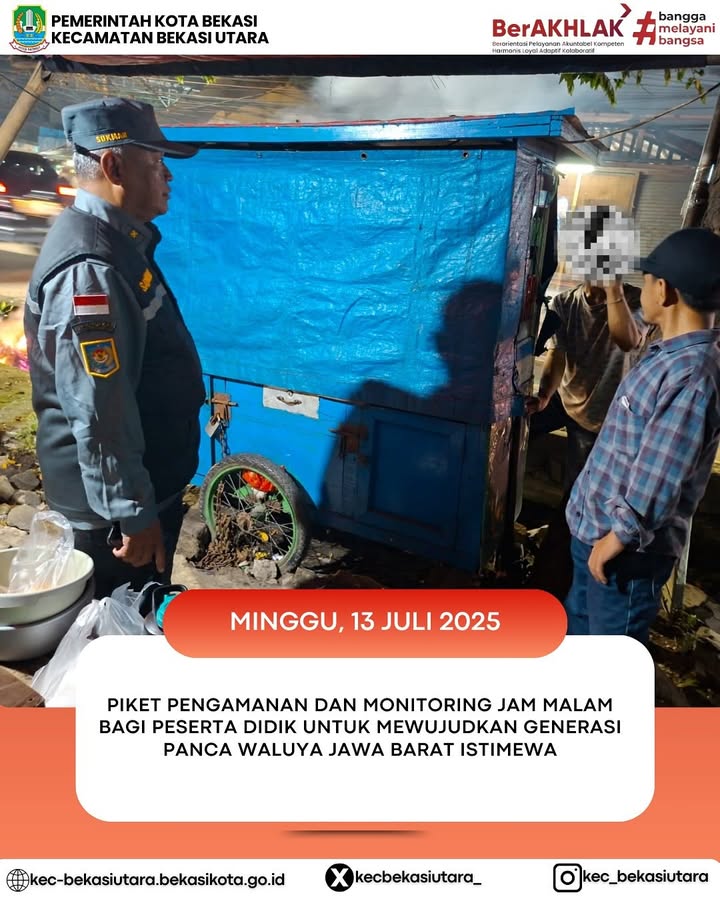 PEMERINTAH KOTA BEKASI
KECAMATAN BEKASI UTARA
BerAKHLAK
Berorientasi Pelayanan Akuntabel Kompeten
Harmonis Loyal Adaptif Kolaboratif
#bangga
melayani
bangsa
MINGGU, 13 JULI 2025
PIKET PENGAMANAN DAN MONITORING JAM MALAM
BAGI PESERTA DIDIK UNTUK MEWUJUDKAN GENERASI
PANCA WALUYA JAWA BARAT ISTIMEWA
kec-bekasiutara.bekasikota.go.id
kecbekasiutara_
kec_bekasiutara